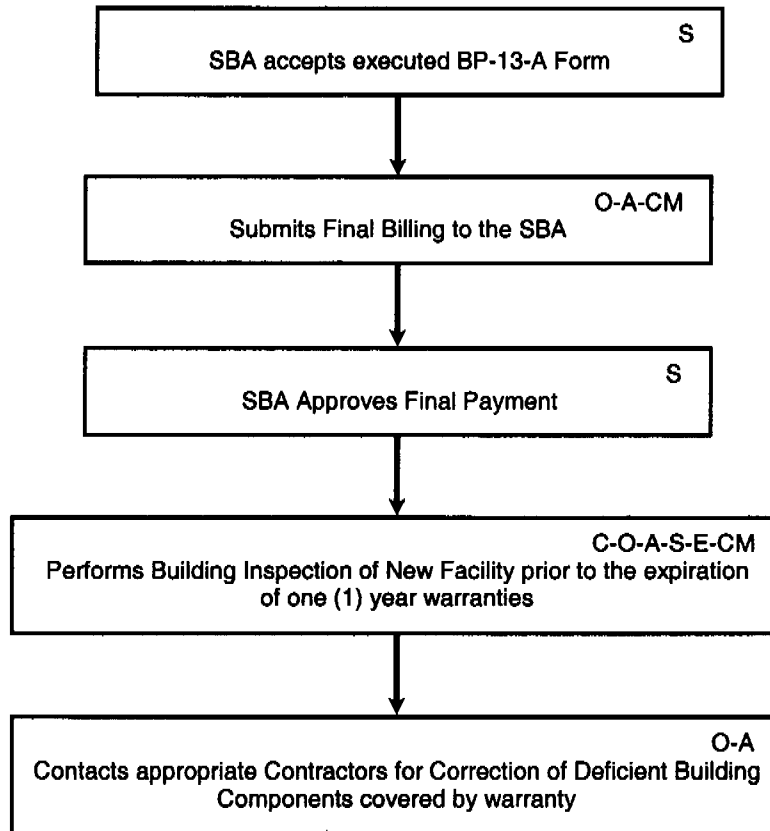 S
SBA accepts executed BP-13-A Form
O-A-CM
Submits Final Billing to the SBA
S
SBA Approves Final Payment
C-O-A-S-E-CM
Performs Building Inspection of New Facility prior to the expiration
of one (1) year warranties
O-A
Contacts appropriate Contractors for Correction of Deficient Building
Components covered by warranty